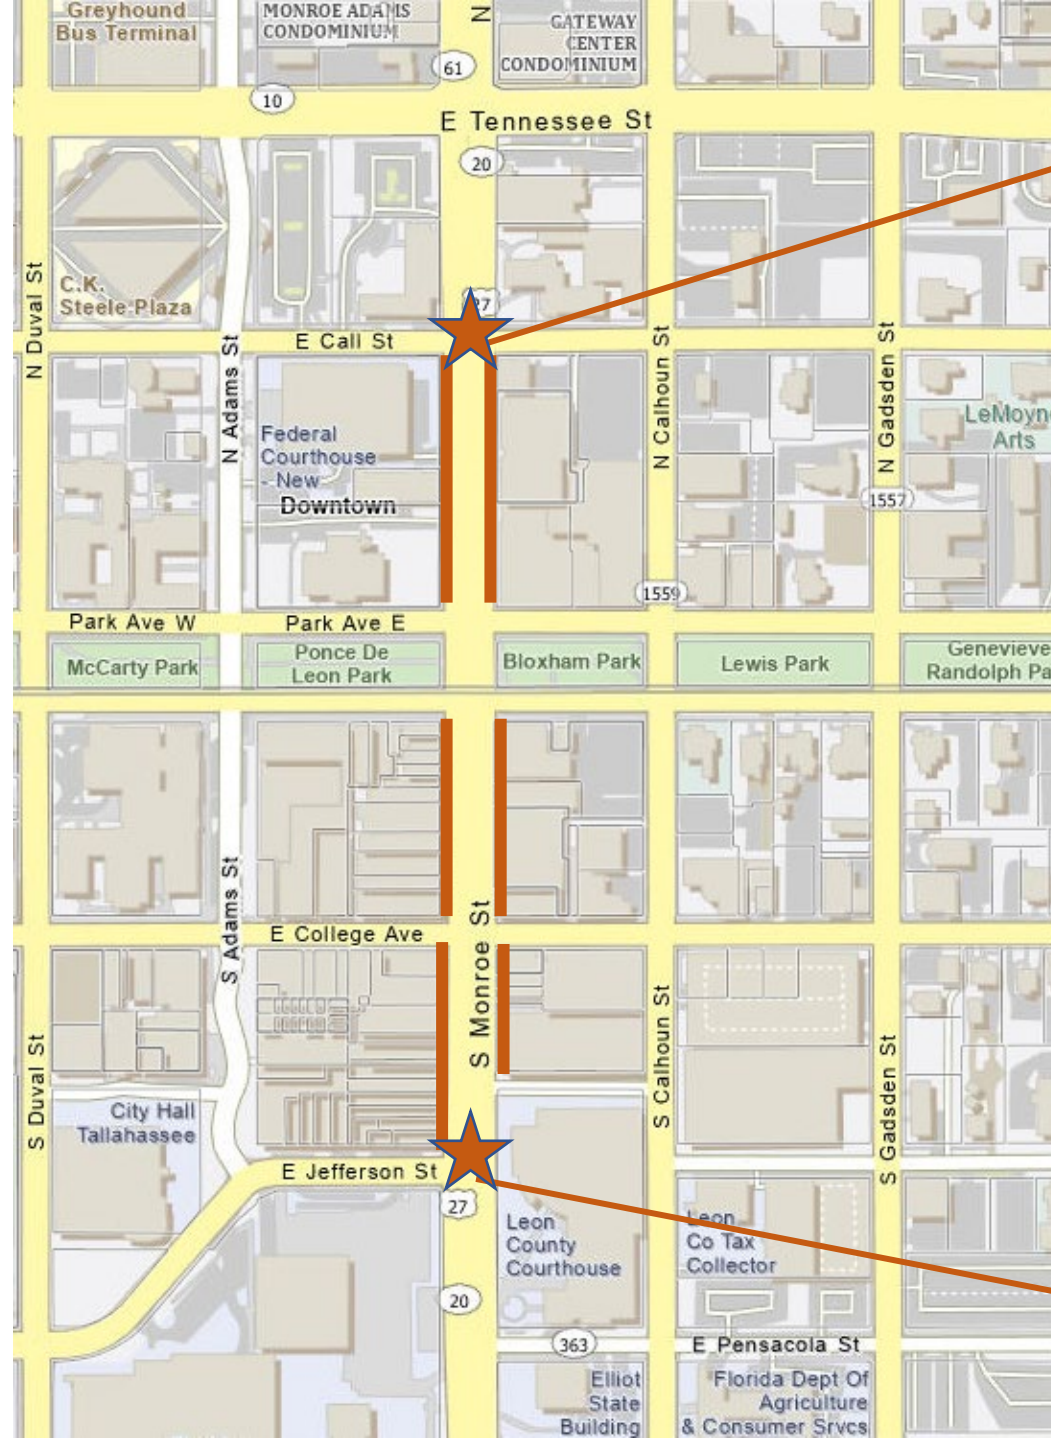 Greyhound
Bus Terminal
MONROE ADAMS
CONDOMINIUM
N
GATEWAY
CENTER
CONDOMINIUM
61
10
E Tennessee St
20
C.K.
Steele Plaza
N Duval St
27
E Call St
N Adams St
N Calhoun St
N Gadsden St
LeMoyn
Arts
Federal
Courthouse
- New
Downtown
1557
1559
Park Ave W
Park Ave E
McCarty Park
Ponce De
Leon Park
Bloxham Park
Lewis Park
Genevieve
Randolph Pa
S Adams St
S Monroe St
E College Ave
S Duval St
S Calhoun St
S Gadsden St
City Hall
Tallahassee
E Jefferson St
27
Leon
County
Courthouse
Leon
Co Tax
Collector
20
363
E Pensacola St
Elliot
State
Building
Florida Dept Of
Agriculture
& Consumer Srvcs